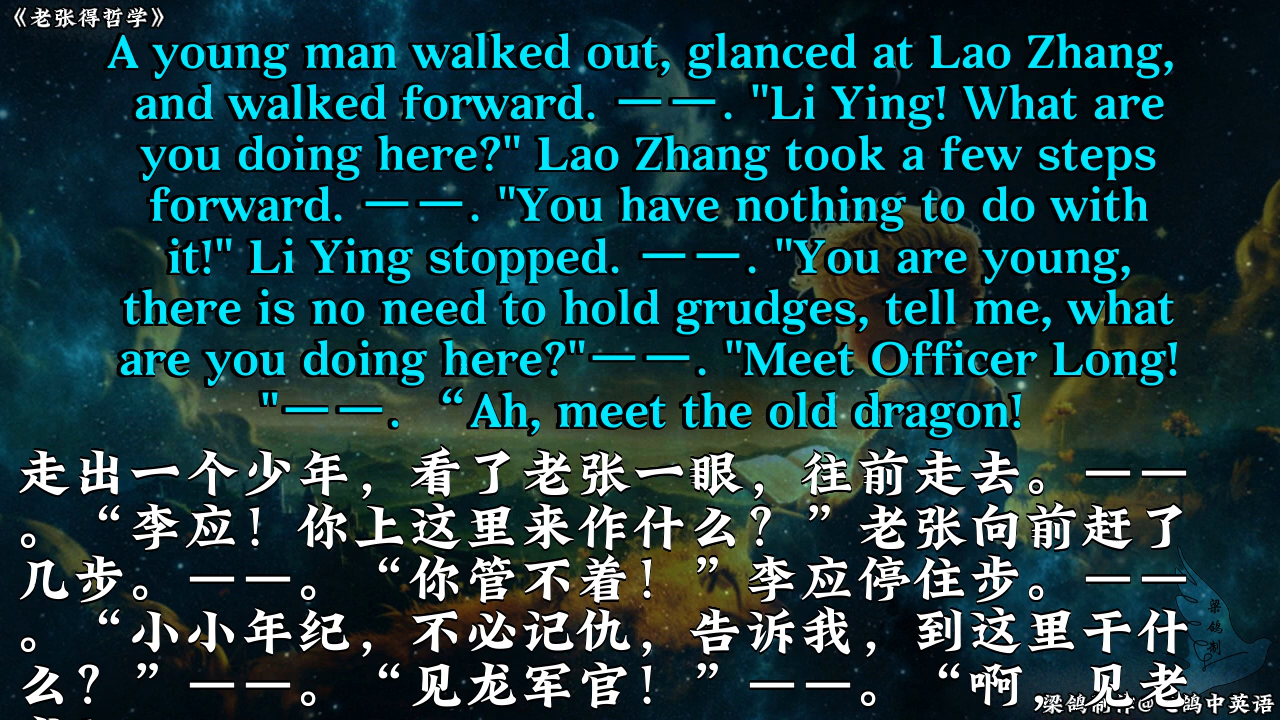 《老张得哲学》
A young man walked out, glanced at Lao Zhang,
and walked forward. ——. "Li Ying! What are
you doing here?" Lao Zhang took a few steps
forward. ——. "You have nothing to do with
it!" Li Ying stopped. ——. "You are young,
there is no need to hold grudges, tell me, what
are you doing here?"——. "Meet Officer Long!
"——. “Ah, meet the old dragon!
走出一个少年，看了老张一眼，往前走去。——
。“李应！你上这里来作什么？”老张向前赶了
几步。——。“你管不着！”李应停住步。——
。“小小年纪，不必记仇，告诉我，到这里干什
么？”——。“见龙军官！”——。“啊，见老
梁鸽制
梁鸽制作@ 鸽中英语